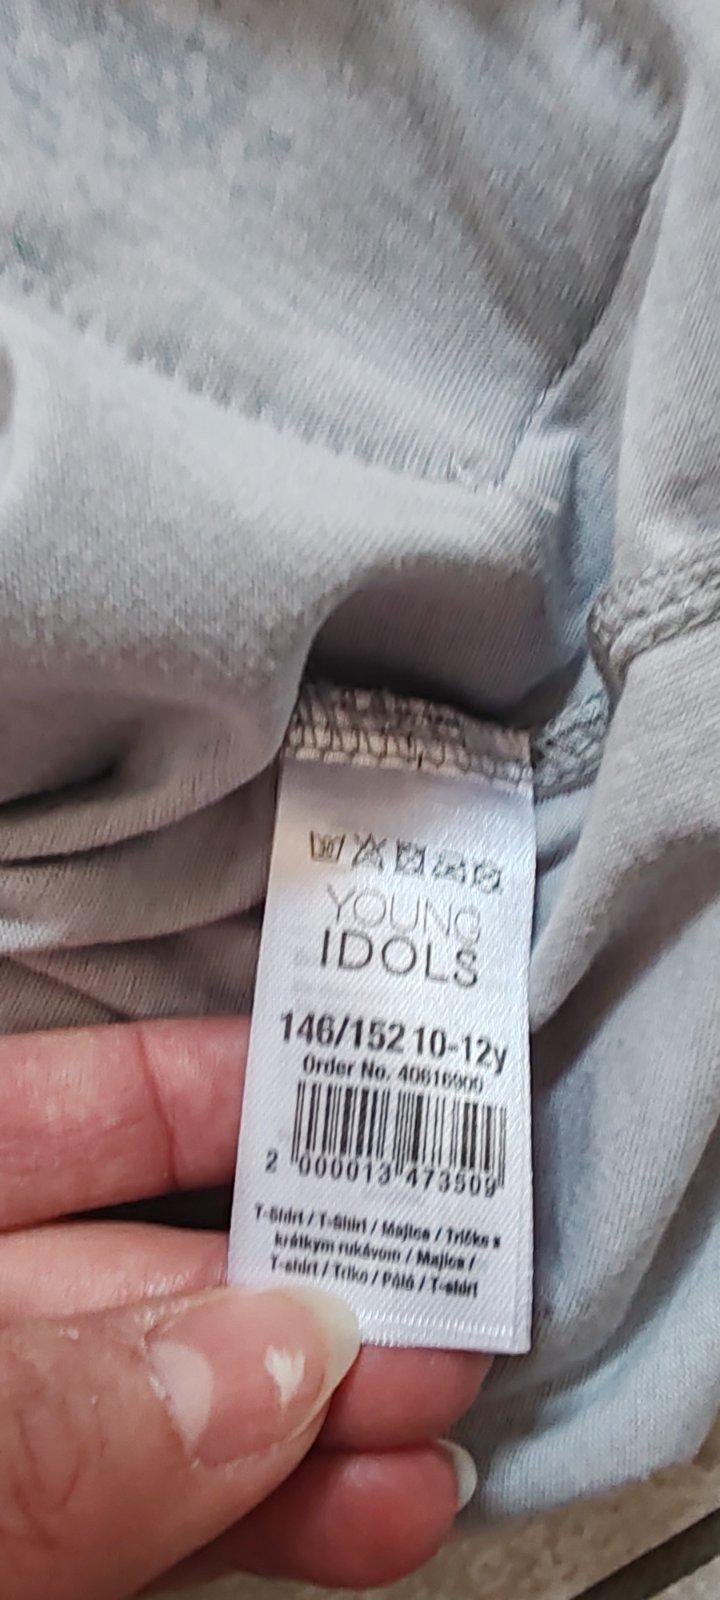 YOUNG
IDOLS
146/152 10-12y
Order No. 40616900
2 000013 473509
T-Shirt / T-Shirt / Majica / Tričko s
krátkym rukávom / Majica /
T-shirt / Triko / Póló / T-shirt